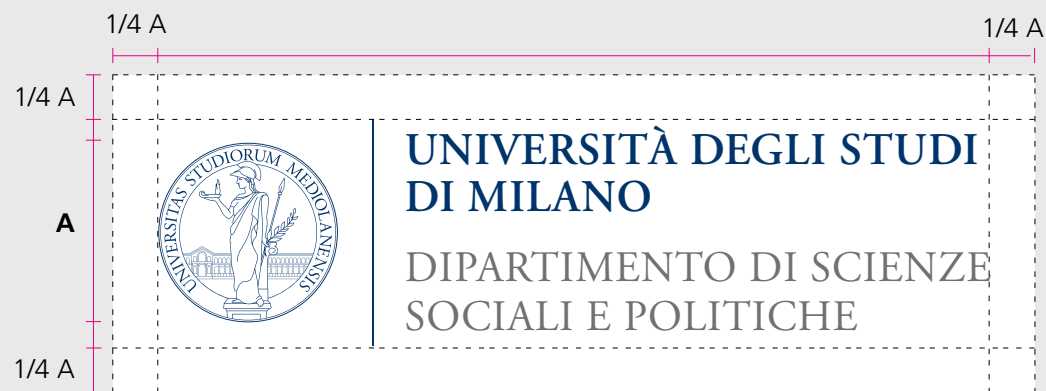 1/4 A
1/4 A
1/4 A
UNIVERSITAS STUDIORUM MEDIOLANENSIS
UNIVERSITÀ DEGLI STUDI
DI MILANO
A
DIPARTIMENTO DI SCIENZE
SOCIALI E POLITICHE
1/4 A